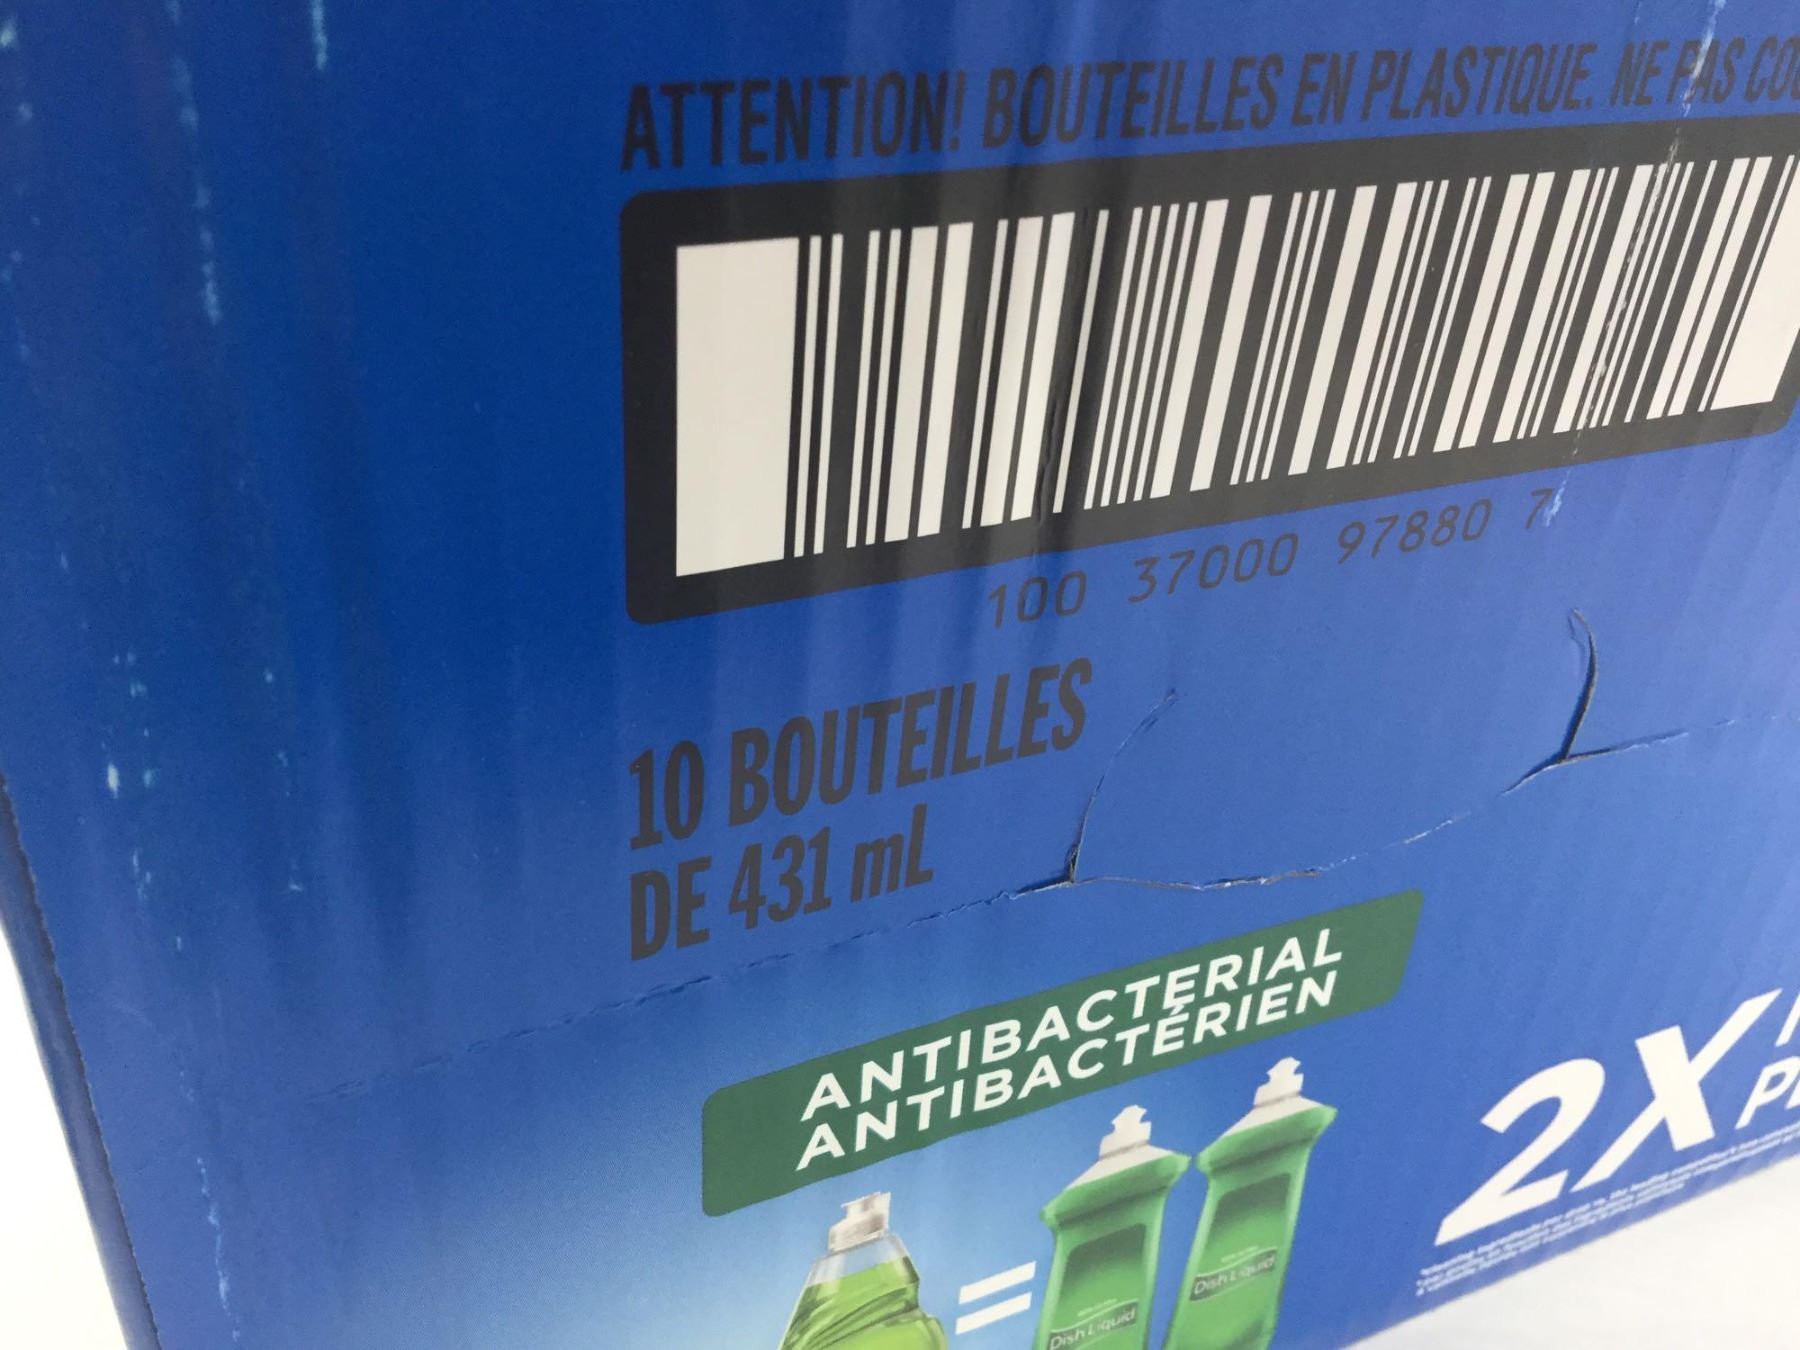 ATTENTION! BOUTEILLES EN PLASTIQUE. NE PAS
100 37000 97880 7
10 BOUTEILLES
DE 431 mL
ANTIBACTERIAL
ANTIBACTÉRIEN
2X
Dish Liquid
Dish Liquid